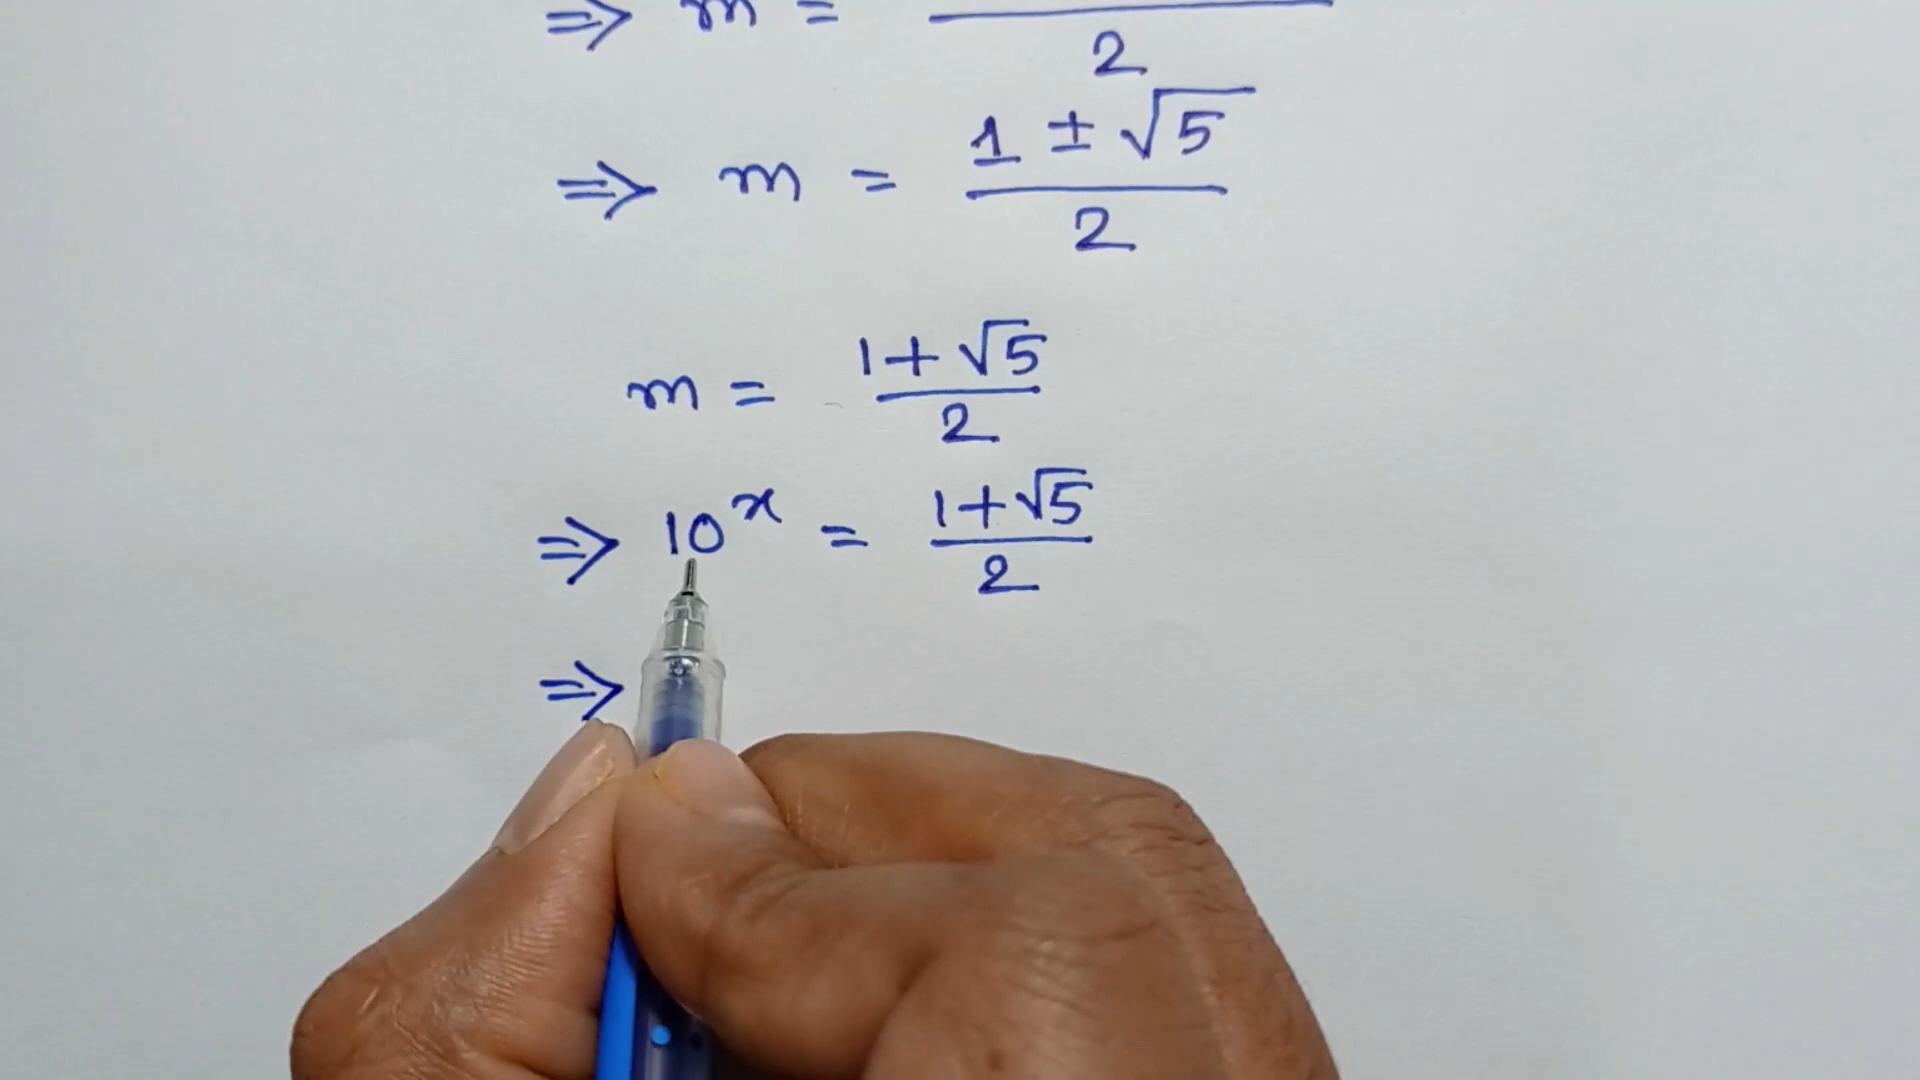 ⇒ m = ─── / 2
⇒ m = (1 ± √5) / 2
m = (1 + √5) / 2
⇒ 10^x = (1 + √5) / 2
⇒